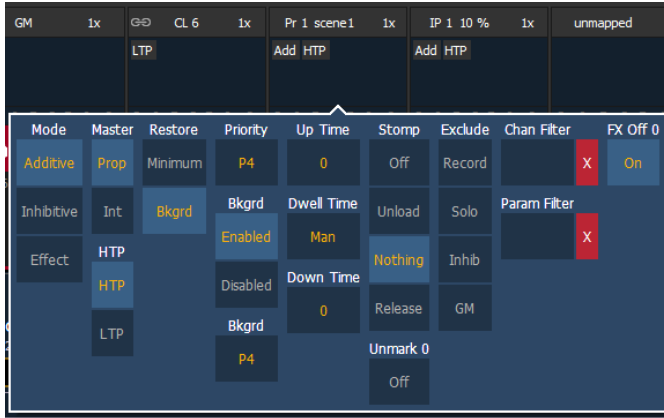 GM 1x CL 6 1x Pr 1 scene1 1x IP 1 10 % 1x unmapped
LTP Add HTP Add HTP
Mode Master Restore Priority Up Time Stomp Exclude Chan Filter FX Off 0
Additive Prop Minimum P4 0 Off Record X On
Bkgrd Dwell Time Param Filter
Inhibitive Int Bkgrd Enabled Man Unload Solo X
HTP
Effect HTP Disabled Down Time Nothing Inhib
0 Release GM
LTP Bkgrd
P4 Unmark 0
Off